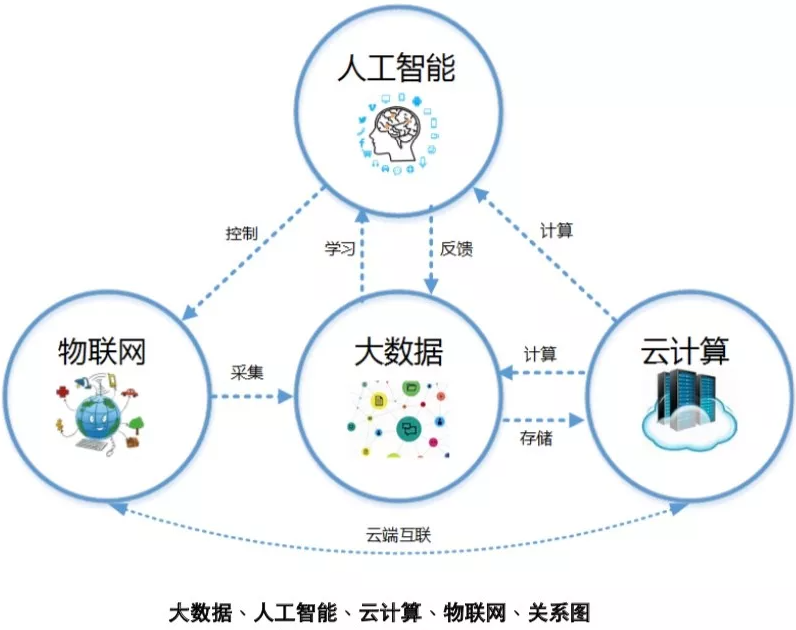 人工智能
控制
学习
反馈
计算
物联网
大数据
云计算
采集
计算
存储
云端互联
大数据、人工智能、云计算、物联网、关系图